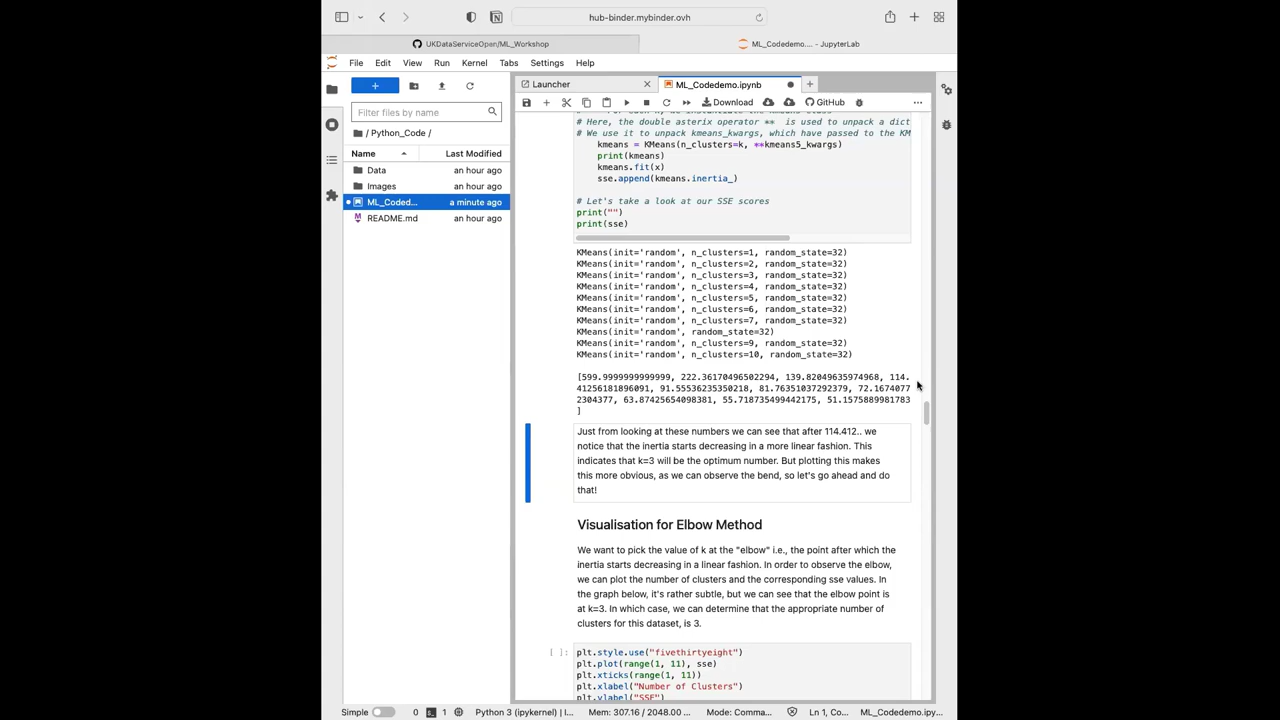 hub-binder.mybinder.ovh
UKDataServiceOpen/ML_Workshop
ML_Codedemo.... - JupyterLab
File Edit View Run Kernel Tabs Settings Help
+
Filter files by name
/ Python_Code /
Name Last Modified
Data an hour ago
Images an hour ago
ML_Coded... a minute ago
README.md an hour ago
Launcher
ML_Codedemo.ipynb
Download GitHub
# Here, the double asterix operator ** is used to unpack a dict
# We use it to unpack kmeans_kwargs, which have passed to the KM
kmeans = KMeans(n_clusters=k, **kmeans5_kwargs)
print(kmeans)
kmeans.fit(x)
sse.append(kmeans.inertia_)
# Let's take a look at our SSE scores
print("")
print(sse)
KMeans(init='random', n_clusters=1, random_state=32)
KMeans(init='random', n_clusters=2, random_state=32)
KMeans(init='random', n_clusters=3, random_state=32)
KMeans(init='random', n_clusters=4, random_state=32)
KMeans(init='random', n_clusters=5, random_state=32)
KMeans(init='random', n_clusters=6, random_state=32)
KMeans(init='random', n_clusters=7, random_state=32)
KMeans(init='random', random_state=32)
KMeans(init='random', n_clusters=9, random_state=32)
KMeans(init='random', n_clusters=10, random_state=32)
[599.9999999999999, 222.36170496502294, 139.82049635974968, 114.
41256181896091, 91.55536235350218, 81.76351037292379, 72.1674077
2304377, 63.87425654098381, 55.718735499442175, 51.1575889981783
]
Just from looking at these numbers we can see that after 114.412.. we
notice that the inertia starts decreasing in a more linear fashion. This
indicates that k=3 will be the optimum number. But plotting this makes
this more obvious, as we can observe the bend, so let's go ahead and do
that!
Visualisation for Elbow Method
We want to pick the value of k at the "elbow" i.e., the point after which the
inertia starts decreasing in a linear fashion. In order to observe the elbow,
we can plot the number of clusters and the corresponding sse values. In
the graph below, it's rather subtle, but we can see that the elbow point is
at k=3. In which case, we can determine that the appropriate number of
clusters for this dataset, is 3.
[ ]:
plt.style.use("fivethirtyeight")
plt.plot(range(1, 11), sse)
plt.xticks(range(1, 11))
plt.xlabel("Number of Clusters")
plt.ylabel("SSE")
Simple 0 1 Python 3 (ipykernel) | I... Mem: 307.16 / 2048.00 ... Mode: Comma... Ln 1, Co... ML_Codedemo.ipy...